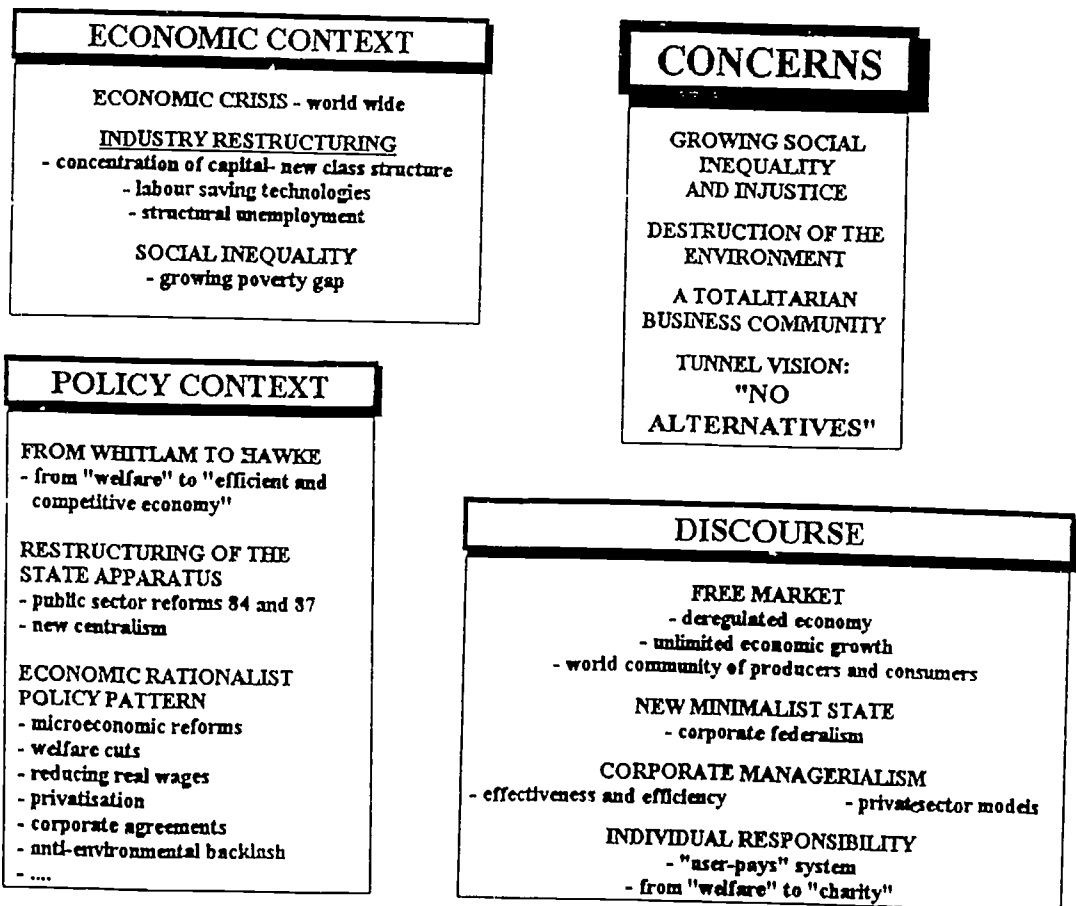 ECONOMIC CONTEXT
ECONOMIC CRISIS - world wide
INDUSTRY RESTRUCTURING
- concentration of capital- new class structure
- labour saving technologies
- structural unemployment
SOCIAL INEQUALITY
- growing poverty gap
CONCERNS
GROWING SOCIAL
INEQUALITY
AND INJUSTICE
DESTRUCTION OF THE
ENVIRONMENT
A TOTALITARIAN
BUSINESS COMMUNITY
TUNNEL VISION:
"NO
ALTERNATIVES"
POLICY CONTEXT
FROM WHITLAM TO HAWKE
- from "welfare" to "efficient and
competitive economy"
RESTRUCTURING OF THE
STATE APPARATUS
- public sector reforms 84 and 87
- new centralism
ECONOMIC RATIONALIST
POLICY PATTERN
- microeconomic reforms
- welfare cuts
- reducing real wages
- privatisation
- corporate agreements
- anti-environmental backlash
- ....
DISCOURSE
FREE MARKET
- deregulated economy
- unlimited economic growth
- world community of producers and consumers
NEW MINIMALIST STATE
- corporate federalism
CORPORATE MANAGERIALISM
- effectiveness and efficiency - private sector models
INDIVIDUAL RESPONSIBILITY
- "user-pays" system
- from "welfare" to "charity"